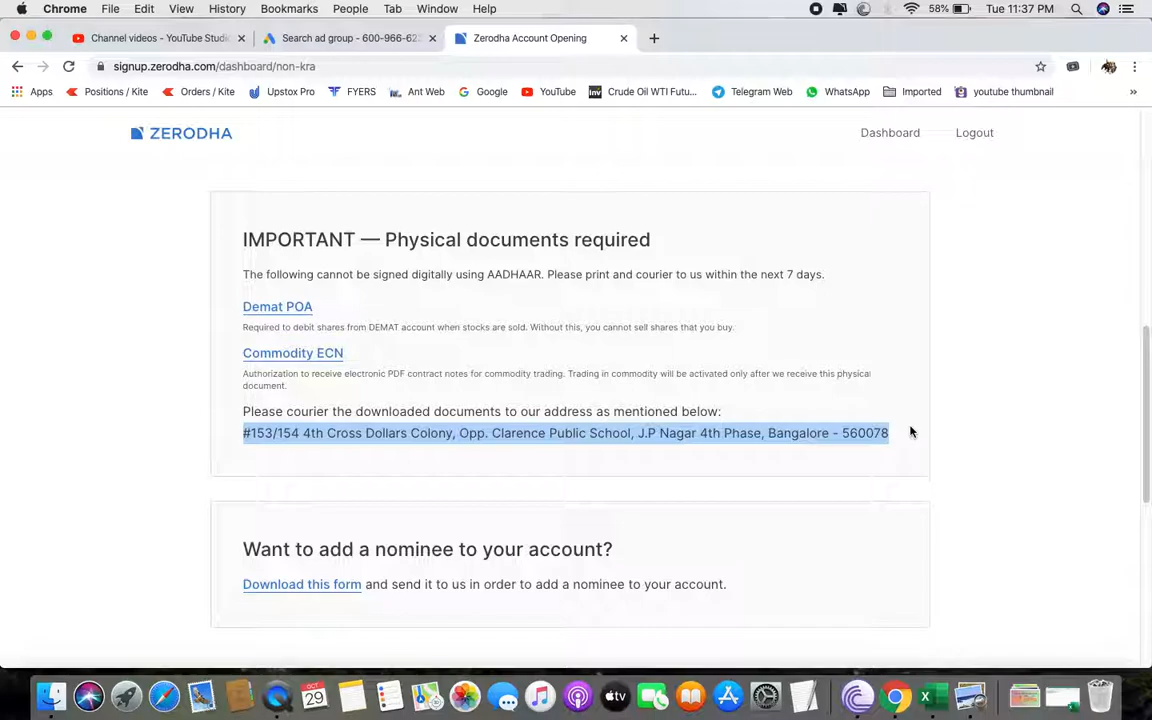 Chrome File Edit View History Bookmarks People Tab Window Help 58% Tue 11:37 PM
Channel videos - YouTube Studi Search ad group - 600-966-62 Zerodha Account Opening
signup.zerodha.com/dashboard/non-kra
Apps Positions / Kite Orders / Kite Upstox Pro FYERS Ant Web Google YouTube Crude Oil WTI Futu... Telegram Web WhatsApp Imported youtube thumbnail »
ZERODHA Dashboard Logout
IMPORTANT — Physical documents required
The following cannot be signed digitally using AADHAAR. Please print and courier to us within the next 7 days.
Demat POA
Required to debit shares from DEMAT account when stocks are sold. Without this, you cannot sell shares that you buy.
Commodity ECN
Authorization to receive electronic PDF contract notes for commodity trading. Trading in commodity will be activated only after we receive this physical
document.
Please courier the downloaded documents to our address as mentioned below:
#153/154 4th Cross Dollars Colony, Opp. Clarence Public School, J.P Nagar 4th Phase, Bangalore - 560078
Want to add a nominee to your account?
Download this form and send it to us in order to add a nominee to your account.
OCT
29
tv